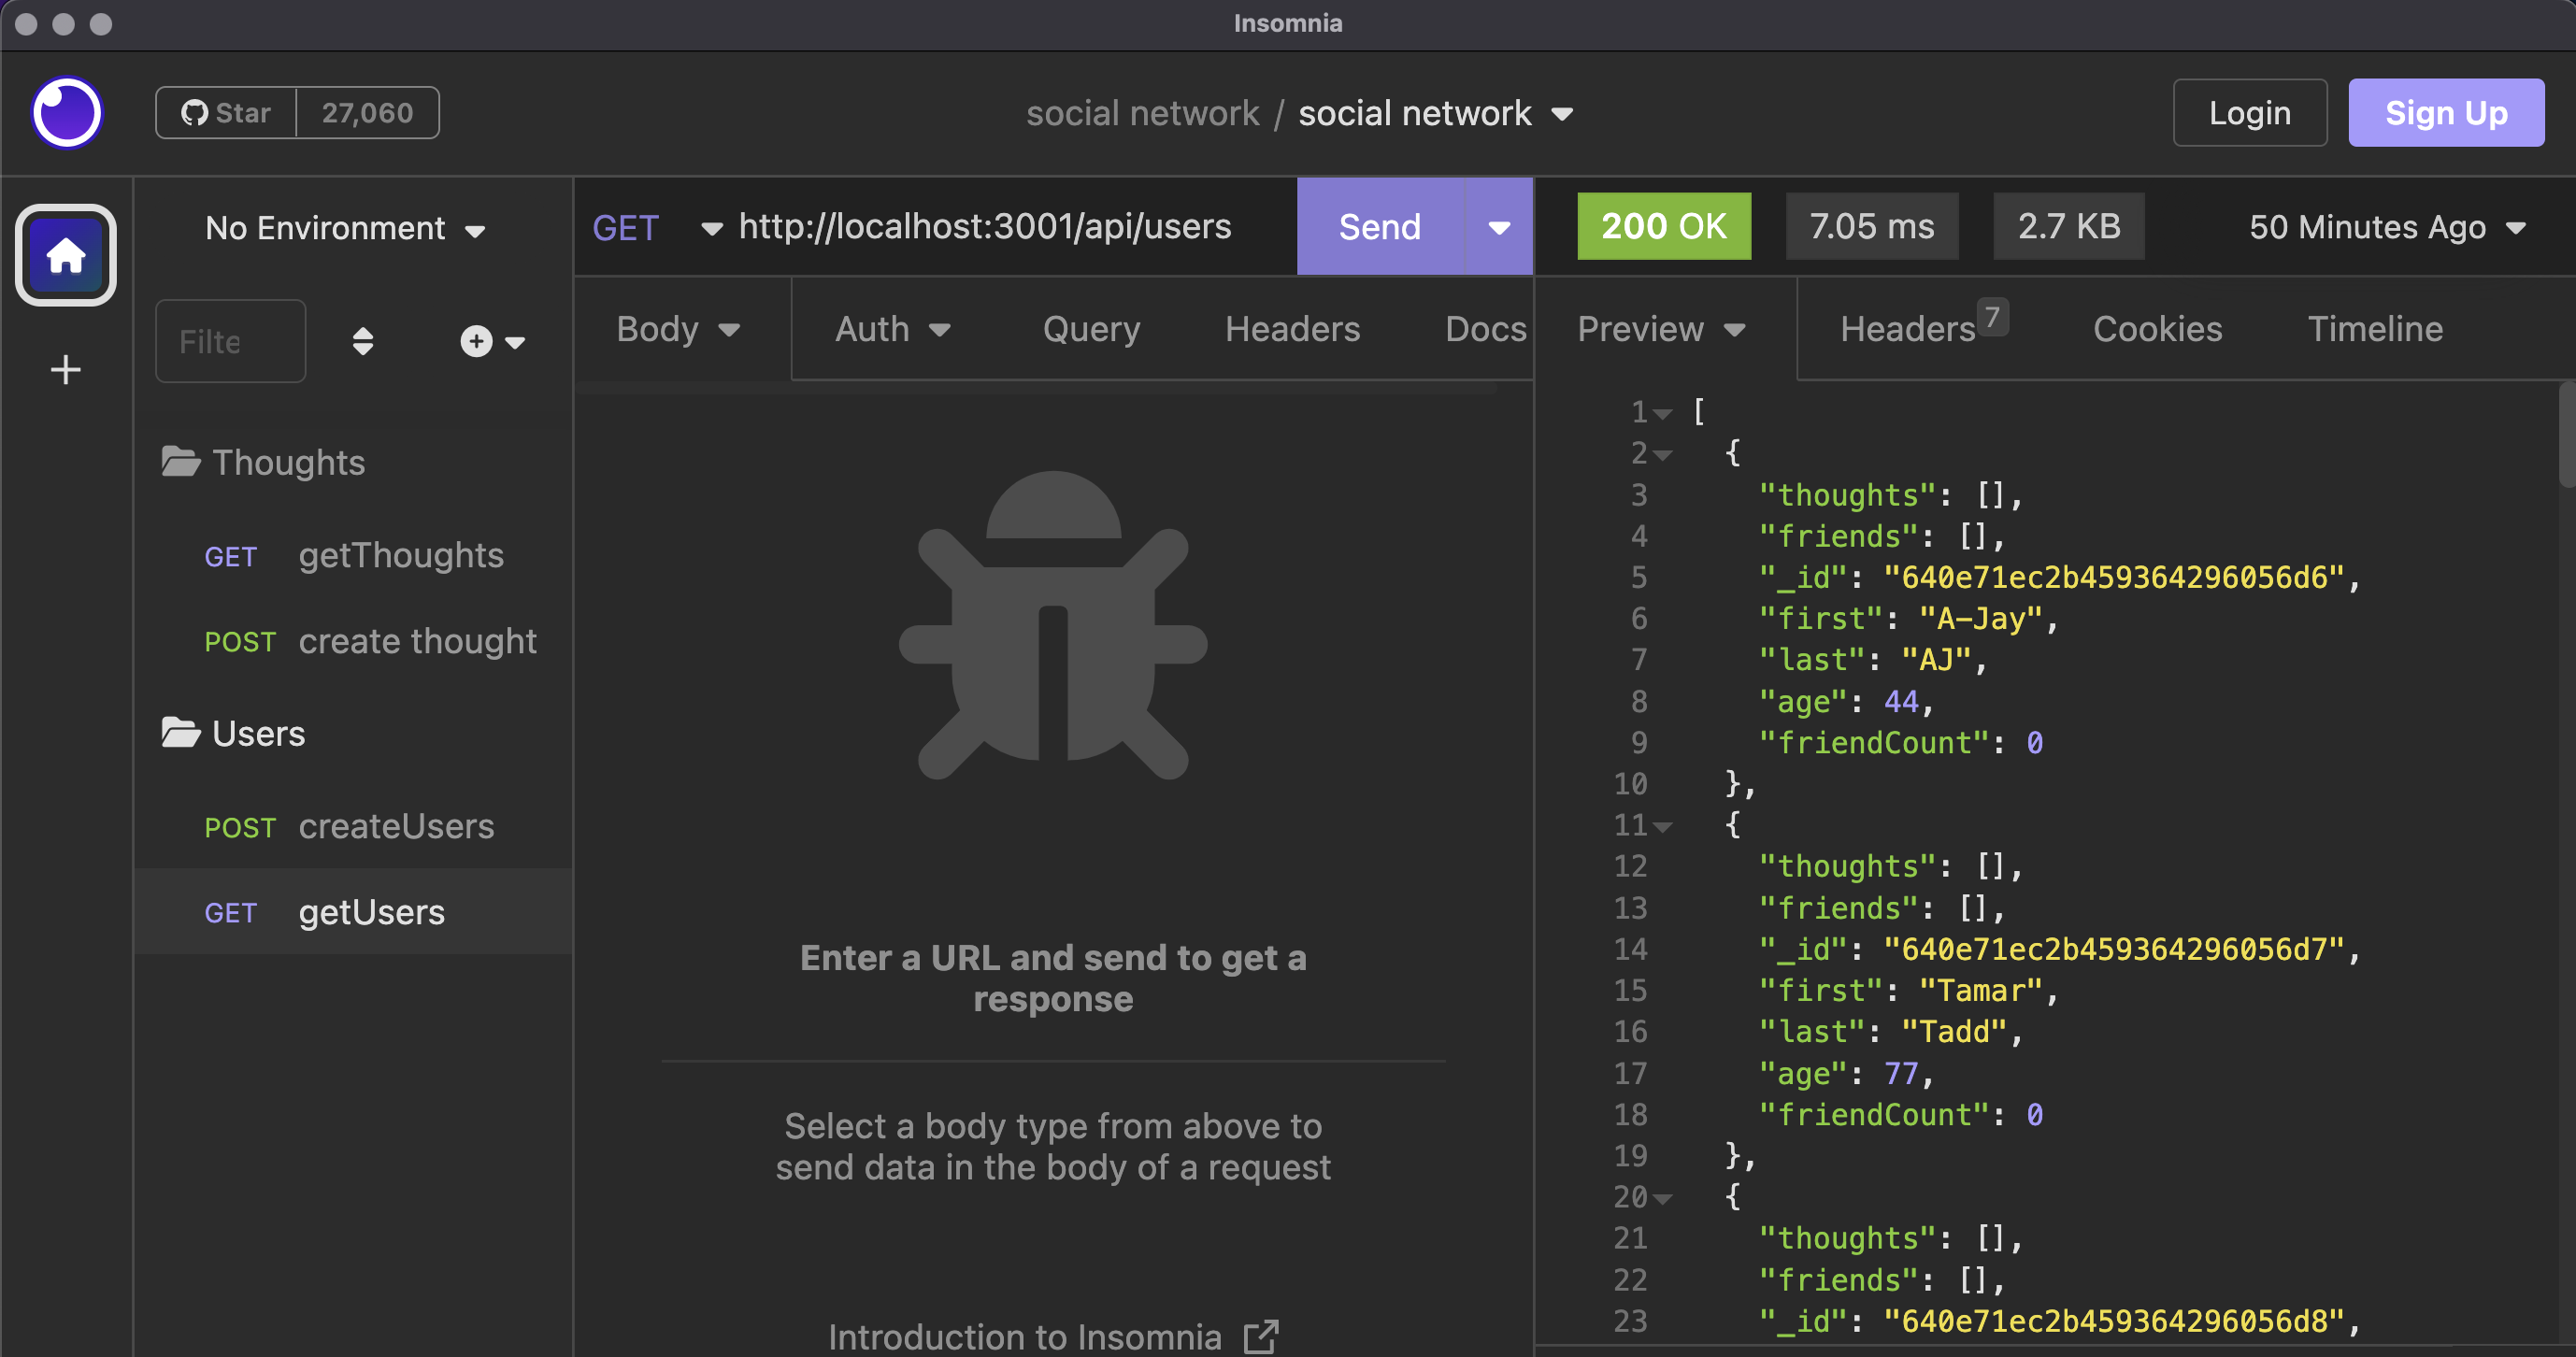 Insomnia
Star 27,060
social network / social network
Login
Sign Up
No Environment
Filte
Thoughts
GET getThoughts
POST create thought
Users
POST createUsers
GET getUsers
GET http://localhost:3001/api/users Send
Body Auth Query Headers Docs
Enter a URL and send to get a
response
Select a body type from above to
send data in the body of a request
Introduction to Insomnia
200 OK 7.05 ms 2.7 KB 50 Minutes Ago
Preview Headers 7 Cookies Timeline
1 [
2 {
3 "thoughts": [],
4 "friends": [],
5 "_id": "640e71ec2b459364296056d6",
6 "first": "A-Jay",
7 "last": "AJ",
8 "age": 44,
9 "friendCount": 0
10 },
11 {
12 "thoughts": [],
13 "friends": [],
14 "_id": "640e71ec2b459364296056d7",
15 "first": "Tamar",
16 "last": "Tadd",
17 "age": 77,
18 "friendCount": 0
19 },
20 {
21 "thoughts": [],
22 "friends": [],
23 "_id": "640e71ec2b459364296056d8",